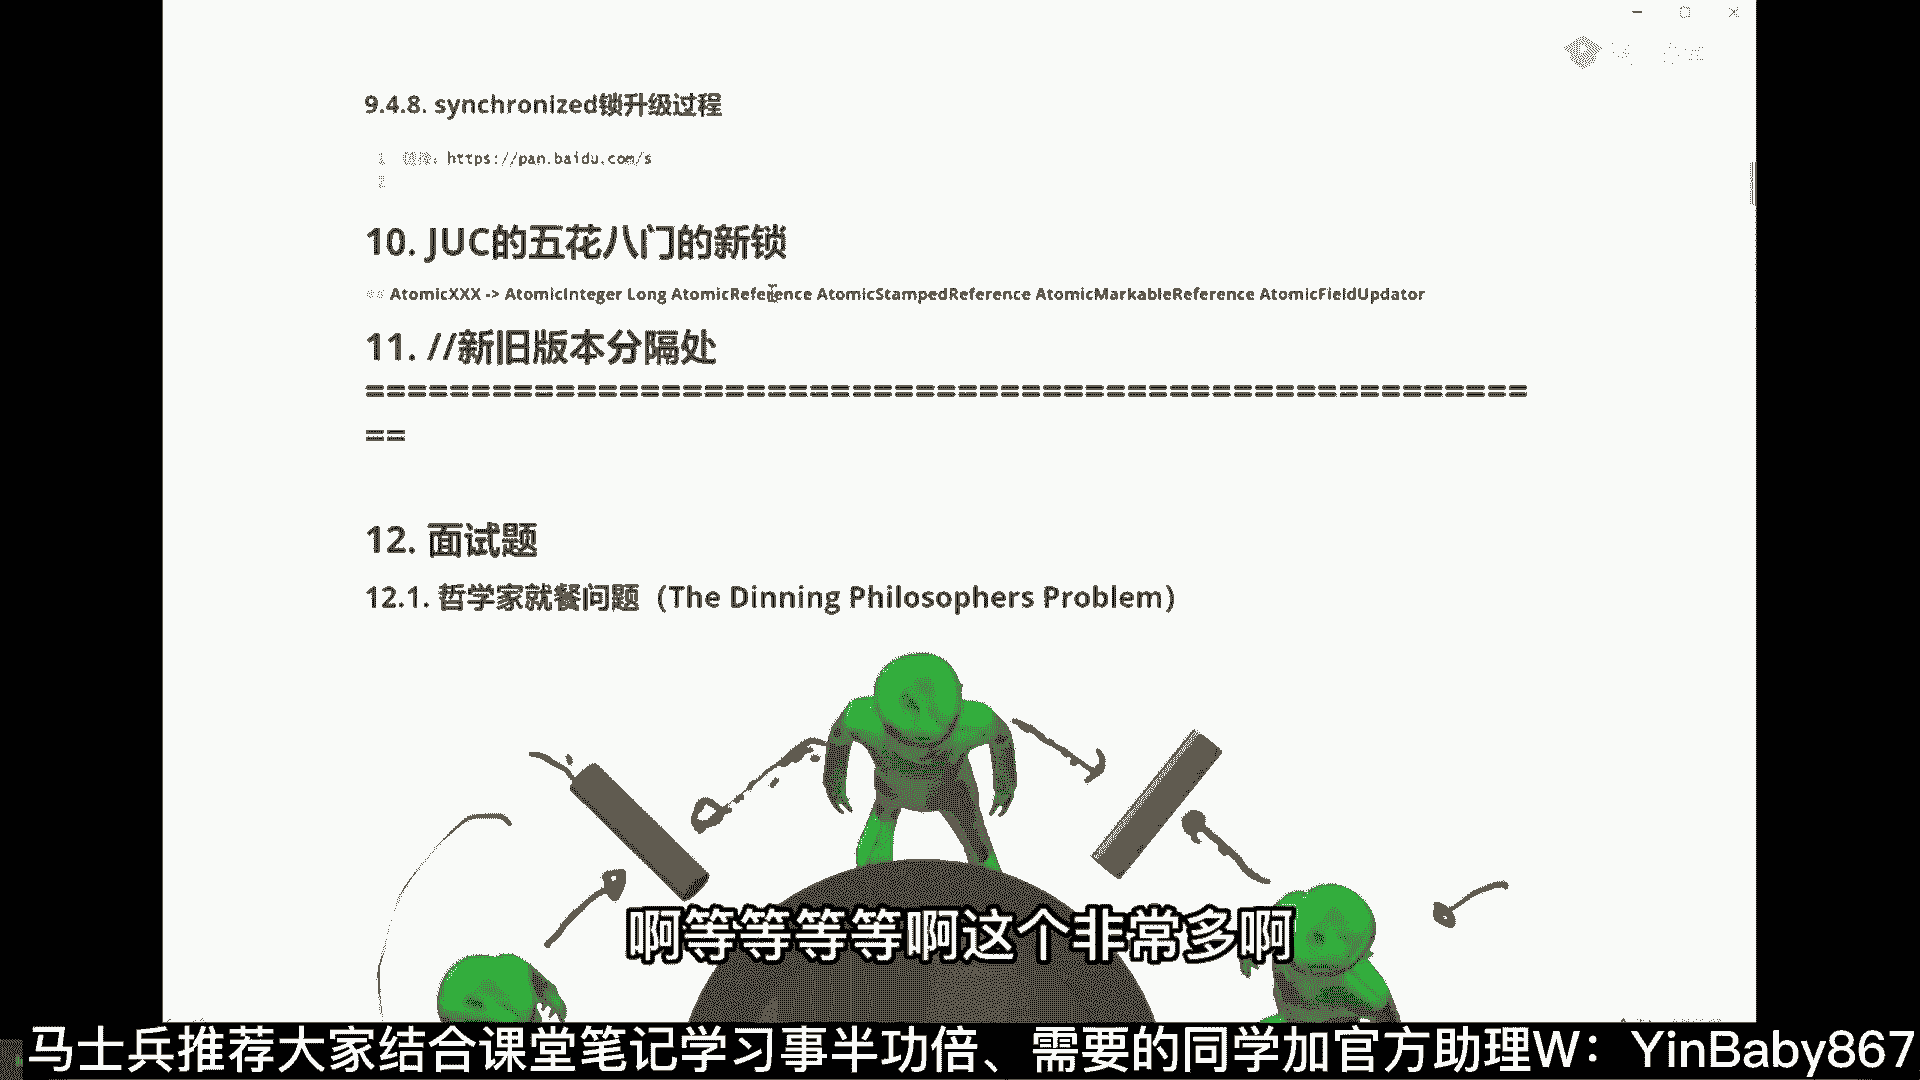 9.4.8. synchronized锁升级过程
1 链接：https://pan.baidu.com/s
2
10. JUC的五花八门的新锁
AtomicXXX -> AtomicInteger Long AtomicReference AtomicStampedReference AtomicMarkableReference AtomicFieldUpdator
11. //新旧版本分隔处
=======================================================
==
12. 面试题
12.1. 哲学家就餐问题（The Dinning Philosophers Problem）
啊等等等等啊这个非常多啊
马士兵推荐大家结合课堂笔记学习事半功倍、需要的同学加官方助理W：YinBaby867